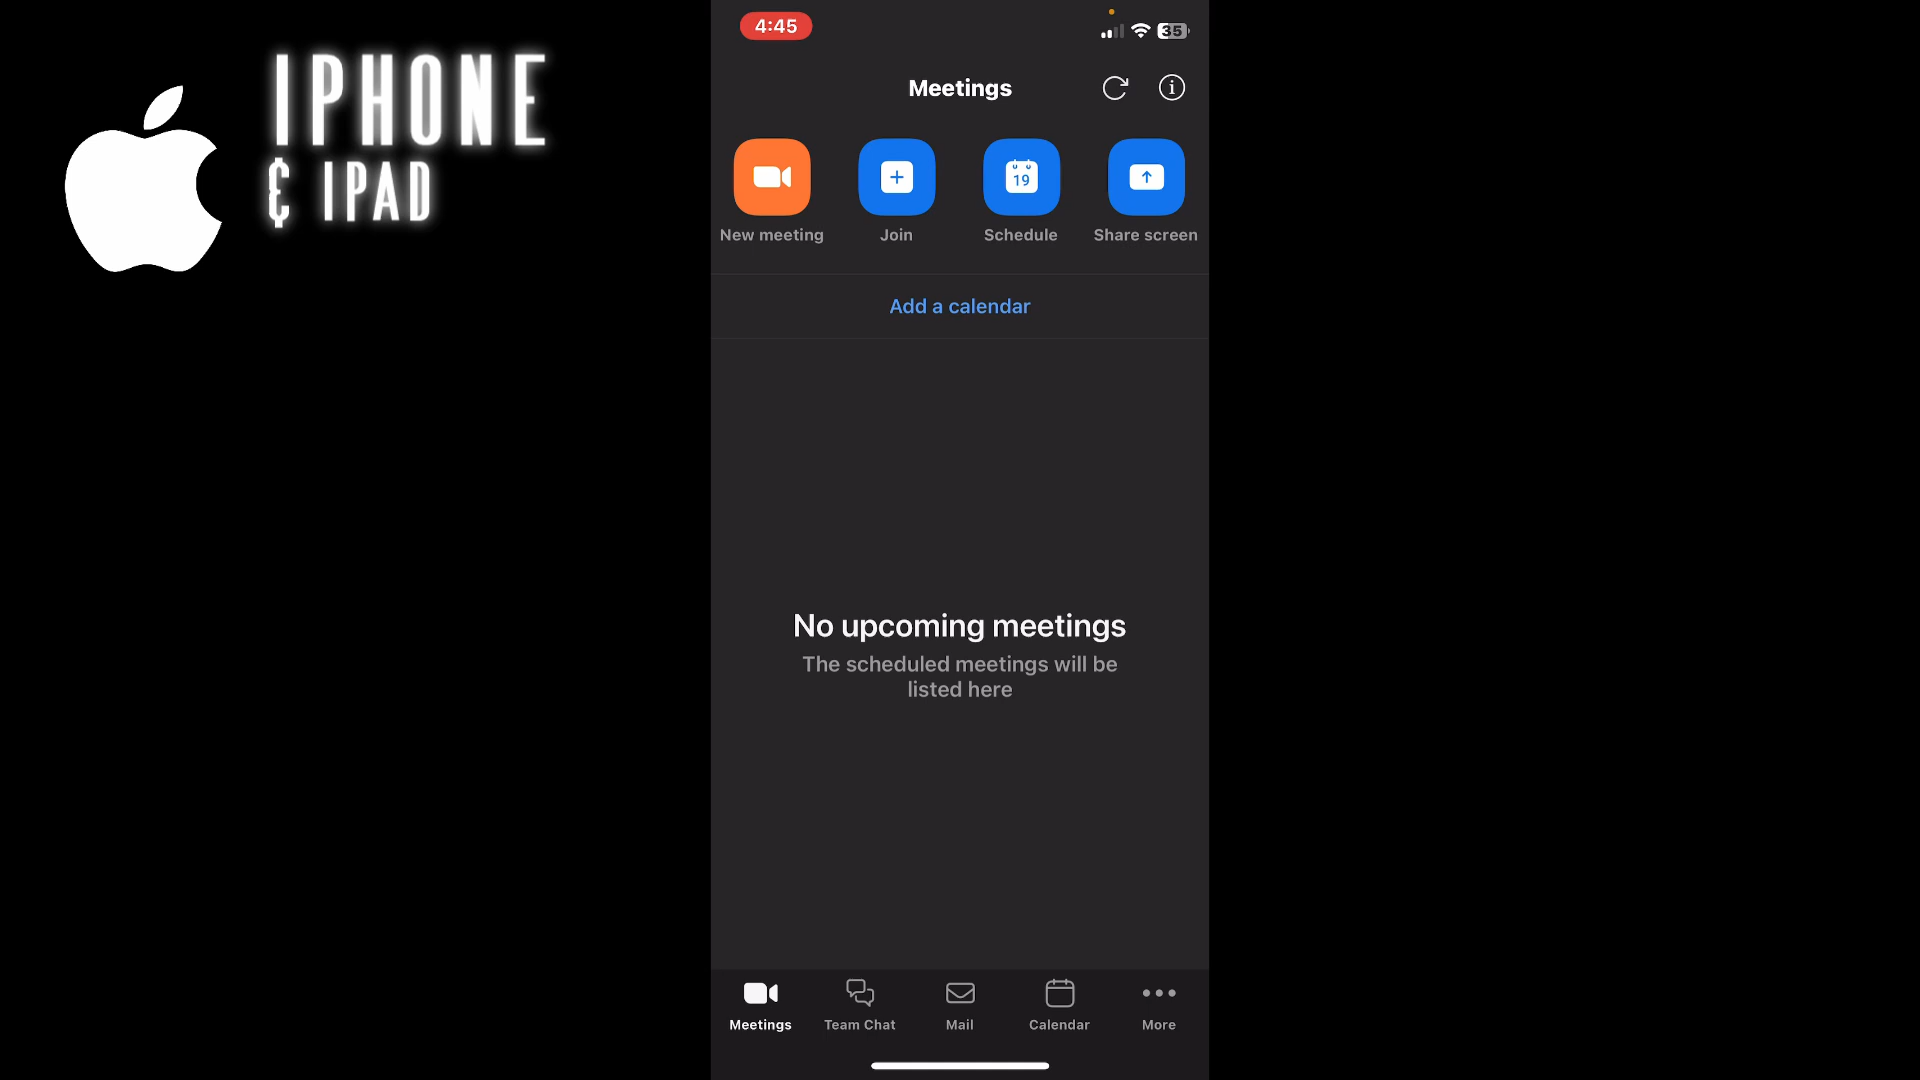 IPHONE
& IPAD
4:45
35
Meetings
19
New meeting
Join
Schedule
Share screen
Add a calendar
No upcoming meetings
The scheduled meetings will be
listed here
Meetings
Team Chat
Mail
Calendar
More